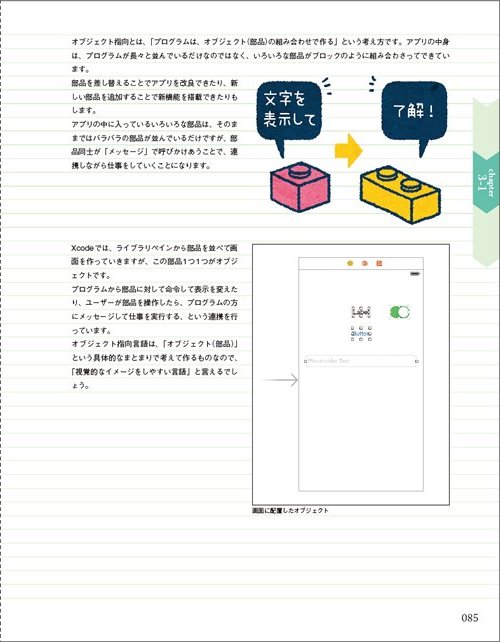 オブジェクト指向とは、「プログラムは、オブジェクト(部品)の組み合わせで作る」という考え方です。アプリの中身
は、プログラムが長々と並んでいるだけなのではなく、いろいろな部品がブロックのように組み合わさってできてい
ます。
部品を差し替えることでアプリを改良できたり、新
しい部品を追加することで新機能を搭載できたりも
します。
アプリの中に入っているいろいろな部品は、そのま
まではバラバラの部品が並んでいるだけですが、部
品同士が「メッセージ」で呼びかけあうことで、連
携しながら仕事をしていくことになります。
文字を
表示して
了解!
chapter
3-1
Xcodeでは、ライブラリペインから部品を並べて画
面を作っていきますが、この部品1つ1つがオブジ
ェクトです。
プログラムから部品に対して命令して表示を変えた
り、ユーザーが部品を操作したら、プログラムの方
にメッセージして仕事を実行する、という連携を行
っています。
オブジェクト指向言語は、「オブジェクト(部品)」
という具体的なまとまりで考えて作るものなので、
「視覚的なイメージをしやすい言語」と言えるでし
ょう。
Label
Button
Placeholder Text
画面に配置したオブジェクト
085